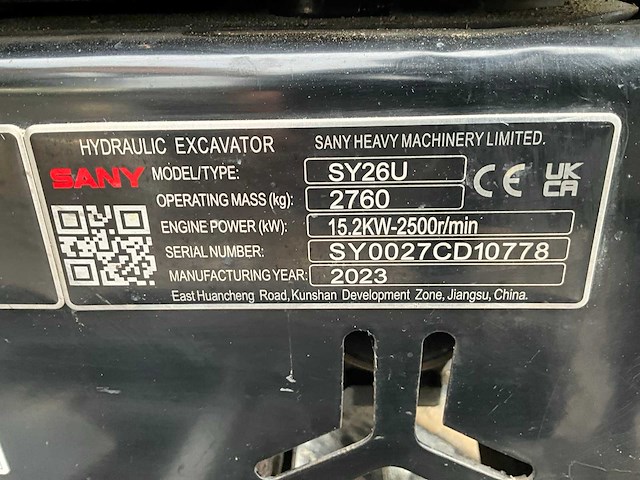 HYDRAULIC EXCAVATOR SANY HEAVY MACHINERY LIMITED.
SANY MODEL/TYPE: SY26U CE UK CA
OPERATING MASS (kg): 2760
ENGINE POWER (kW): 15.2KW-2500r/min
SERIAL NUMBER: SY0027CD10778
MANUFACTURING YEAR: 2023
East Huancheng Road,Kunshan Development Zone, Jiangsu, China.